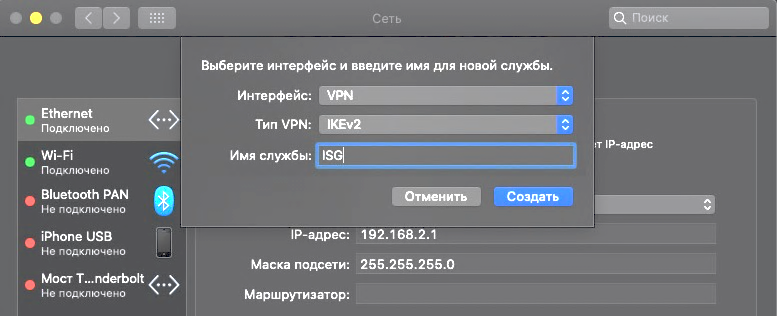 Сеть
Поиск
Выберите интерфейс и введите имя для новой службы.
Интерфейс: VPN
Тип VPN: IKEv2
Имя службы: ISG
Отменить Создать
Ethernet
Подключено
Wi-Fi
Подключено
Bluetooth PAN
Не подключено
iPhone USB
Не подключено
Мост T...nderbolt
Не подключено
ет IP-адрес
IP-адрес: 192.168.2.1
Маска подсети: 255.255.255.0
Маршрутизатор: